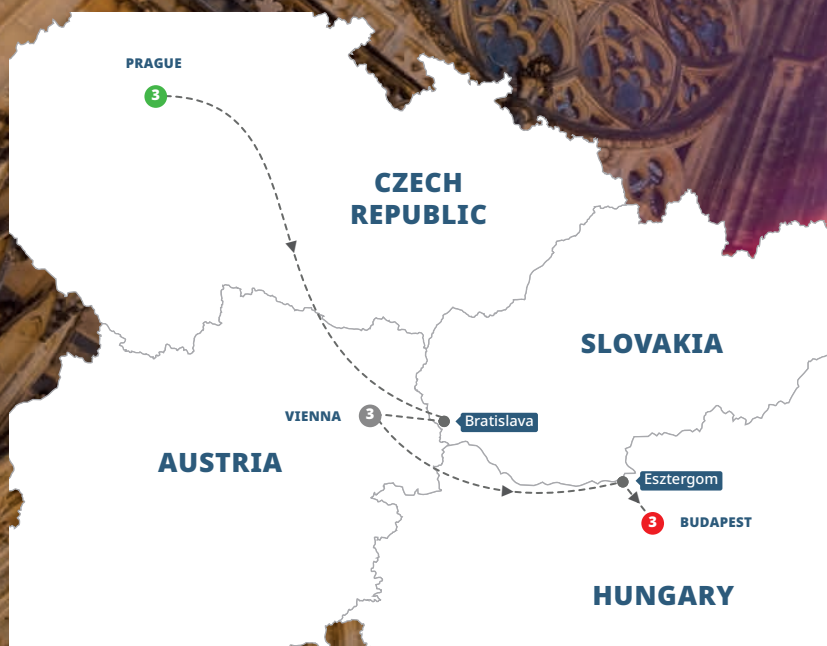 PRAGUE
3
CZECH
REPUBLIC
SLOVAKIA
VIENNA
3
Bratislava
AUSTRIA
Esztergom
3
BUDAPEST
HUNGARY